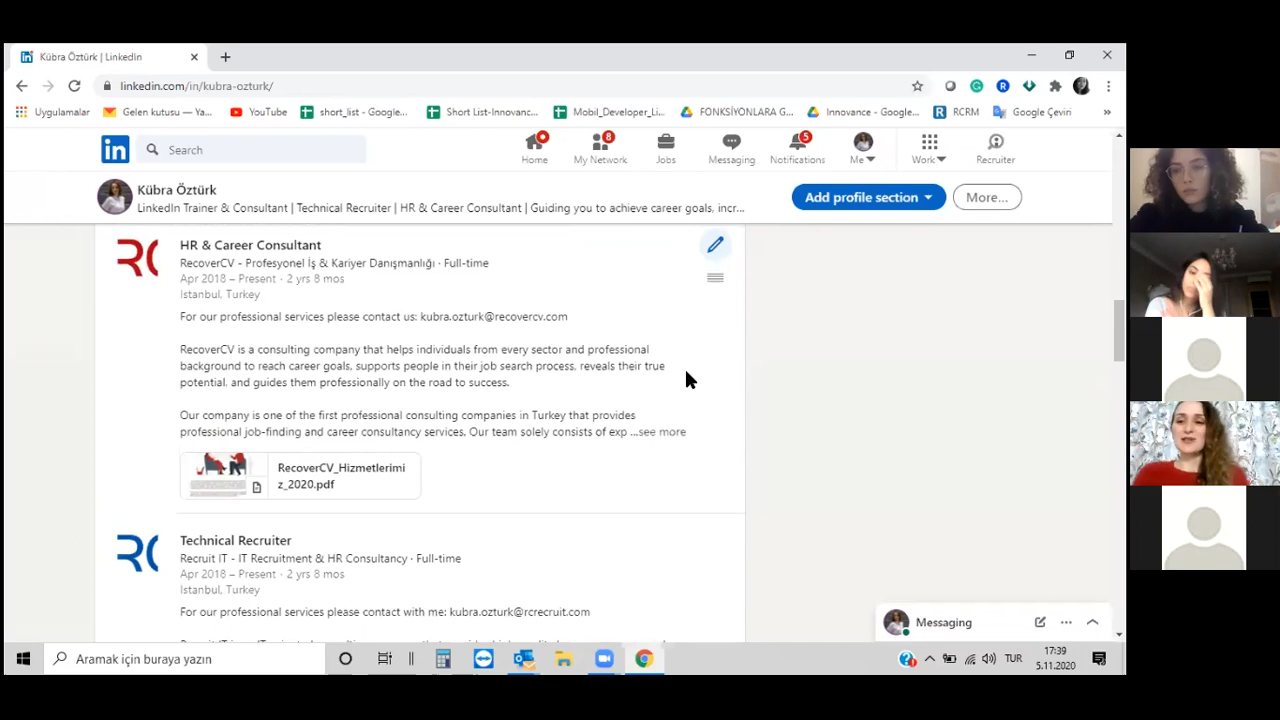 Kübra Öztürk | LinkedIn
linkedin.com/in/kubra-ozturk/
Uygulamalar
Gelen kutusu — Ya...
YouTube
short_list - Google...
Short List-Innovanc...
Mobil_Developer_Li...
FONKSİYONLARA G...
Innovance - Google...
RCRM
Google Çeviri
Search
Home
8
My Network
Jobs
Messaging
5
Notifications
Me
Work
Recruiter
Kübra Öztürk
LinkedIn Trainer & Consultant | Technical Recruiter | HR & Career Consultant | Guiding you to achieve career goals, incr...
Add profile section
More...
HR & Career Consultant
RecoverCV - Profesyonel İş & Kariyer Danışmanlığı · Full-time
Apr 2018 – Present · 2 yrs 8 mos
İstanbul, Turkey
For our professional services please contact us: kubra.ozturk@recovercv.com
RecoverCV is a consulting company that helps individuals from every sector and professional
background to reach career goals, supports people in their job search process, reveals their true
potential, and guides them professionally on the road to success.
Our company is one of the first professional consulting companies in Turkey that provides
professional job-finding and career consultancy services. Our team solely consists of exp ...see more
RecoverCV_Hizmetlerimi
z_2020.pdf
Technical Recruiter
Recruit IT - IT Recruitment & HR Consultancy · Full-time
Apr 2018 – Present · 2 yrs 8 mos
İstanbul, Turkey
For our professional services please contact with me: kubra.ozturk@rcrecruit.com
Messaging
Aramak için buraya yazın
TUR
17:39
5.11.2020